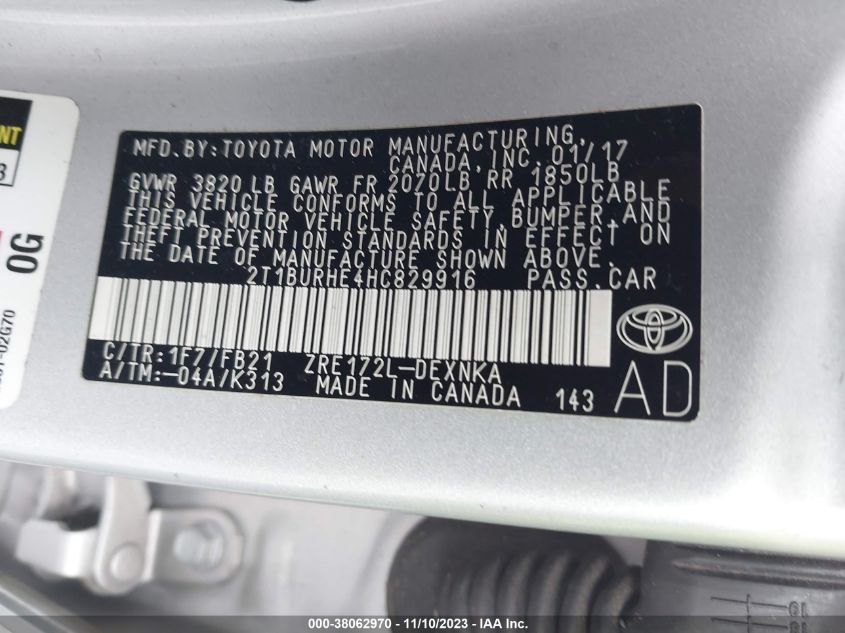 MFD.BY:TOYOTA MOTOR MANUFACTURING,
CANADA, INC. 01/17
GVWR 3820 LB GAWR FR 2070LB RR 1850LB
THIS VEHICLE CONFORMS TO ALL APPLICABLE
FEDERAL MOTOR VEHICLE SAFETY, BUMPER, AND
THEFT PREVENTION STANDARDS IN EFFECT ON
THE DATE OF MANUFACTURE SHOWN ABOVE.
2T1BURHE4HC829916 PASS.CAR
C/TR:1F7/FB21 ZRE172L-DEXNKA
A/TM:-04A/K313 MADE IN CANADA 143 AD
0G
000-38062970 - 11/10/2023 - IAA Inc.